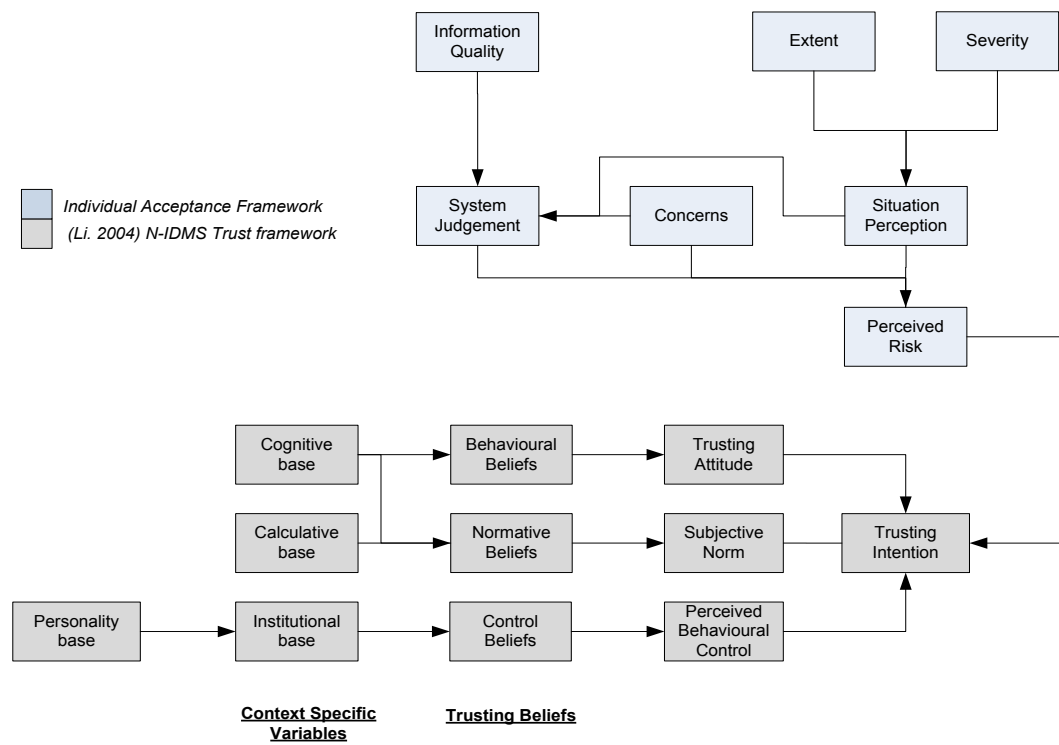 Information
Quality
Extent
Severity
Individual Acceptance Framework
(Li. 2004) N-IDMS Trust framework
System
Judgement
Concerns
Situation
Perception
Perceived
Risk
Cognitive
base
Behavioural
Beliefs
Trusting
Attitude
Calculative
base
Normative
Beliefs
Subjective
Norm
Trusting
Intention
Personality
base
Institutional
base
Control
Beliefs
Perceived
Behavioural
Control
Context Specific
Variables
Trusting Beliefs